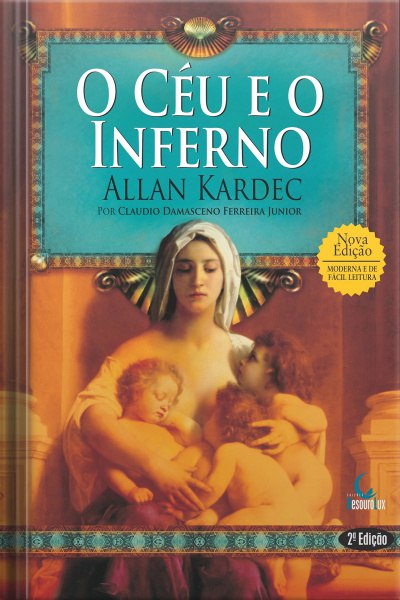 O CÉU E O
INFERNO
ALLAN KARDEC
POR CLAUDIO DAMASCENO FERREIRA JUNIOR
Nova
Edição
MODERNA E DE
FÁCIL LEITURA
2ª Edição